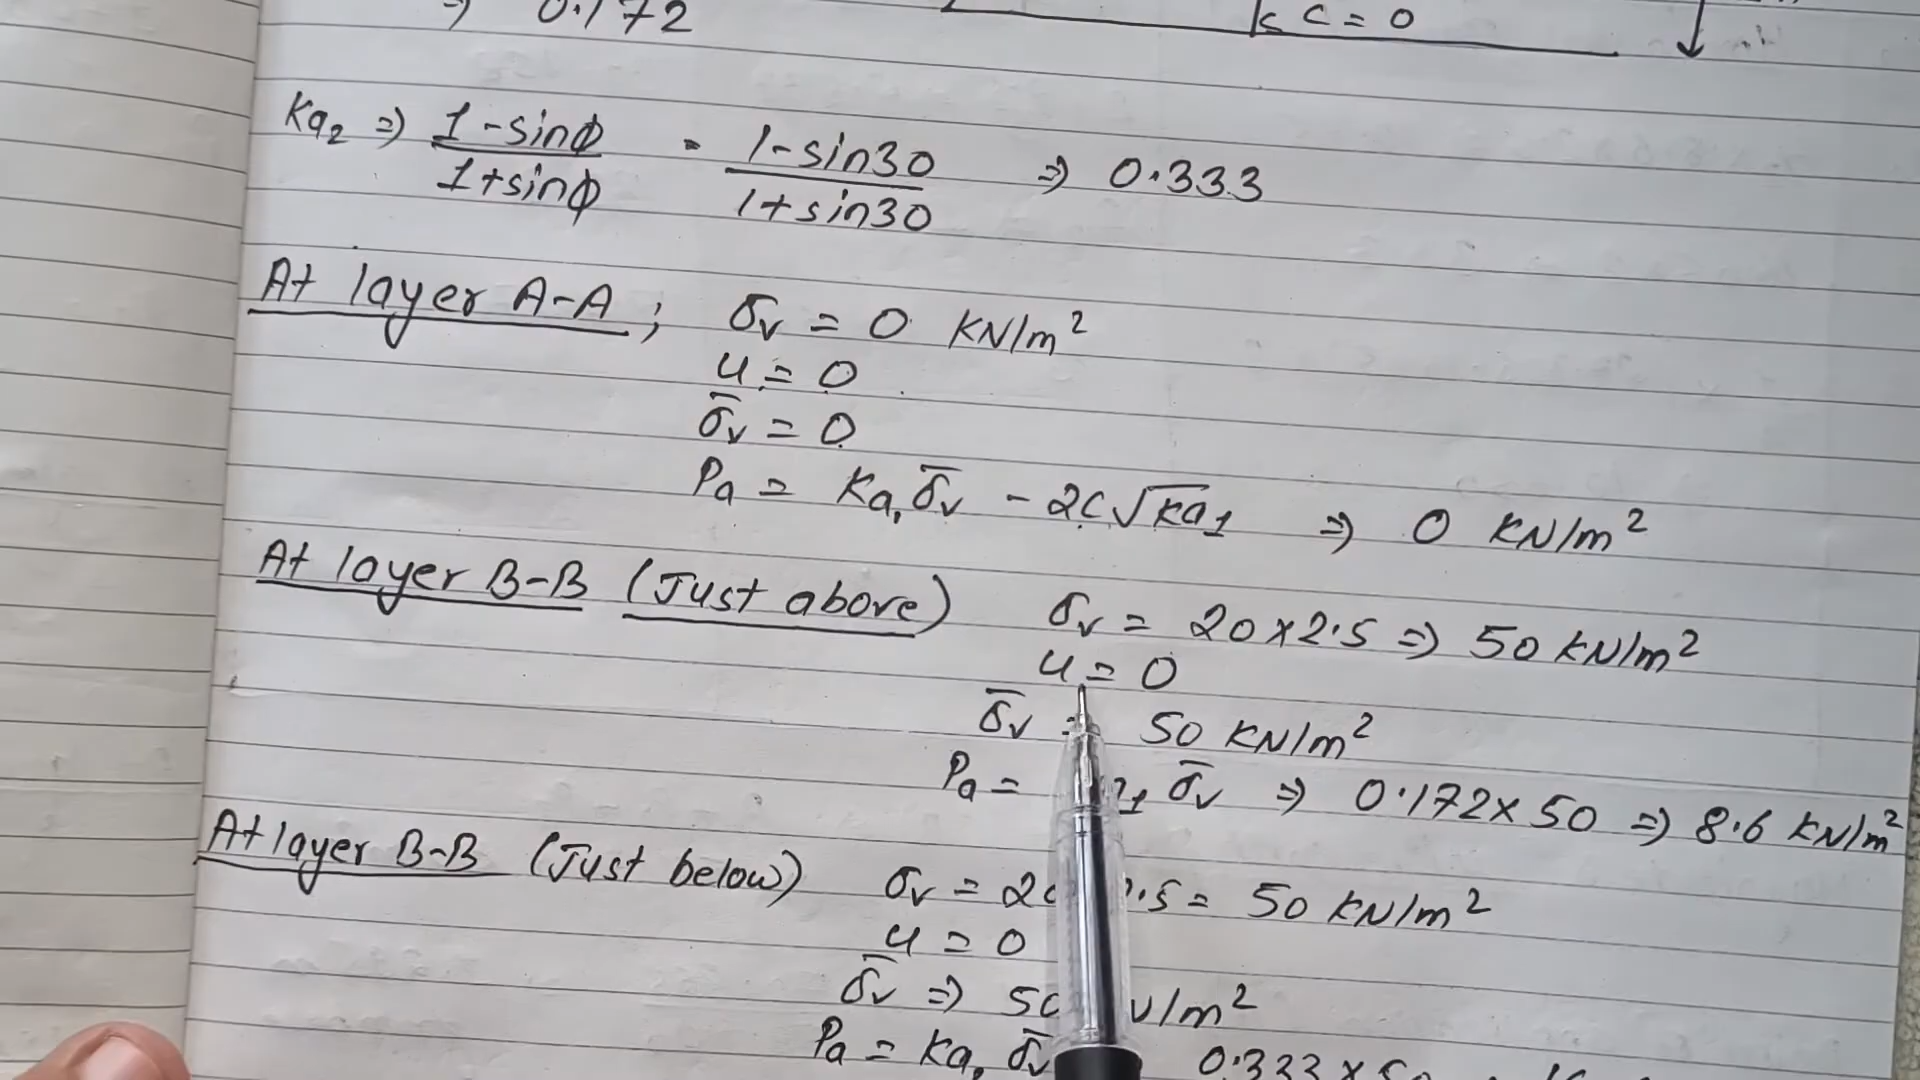 ⇒ 0.172
k C = 0
Ka₂ ⇒ 1-sinϕ / 1+sinϕ = 1-sin30 / 1+sin30 ⇒ 0.333
At layer A-A ; σv = 0 KN/m²
u = 0
σ̄v = 0
Pa = Ka₁ σ̄v - 2C√Ka1 ⇒ 0 KN/m²
At layer B-B (Just above) σv = 20×2.5 ⇒ 50 KN/m²
u = 0
σ̄v = 50 KN/m²
Pa = σ̄v ⇒ 0.172×50 ⇒ 8.6 KN/m²
At layer B-B (Just below) σv = = 50 KN/m²
u = 0
σ̄v ⇒ /m²
Pa = Ka σ̄v 0.333 ×